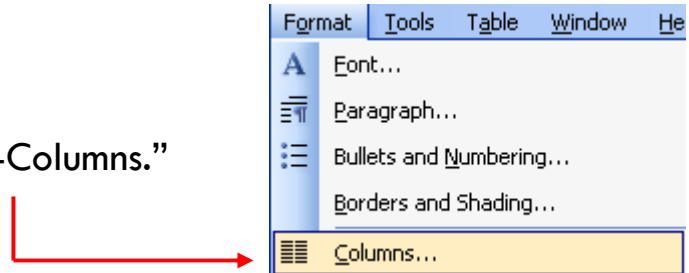 Format Tools Table Window He
Font...
Paragraph...
-Columns.”
Bullets and Numbering...
Borders and Shading...
Columns...